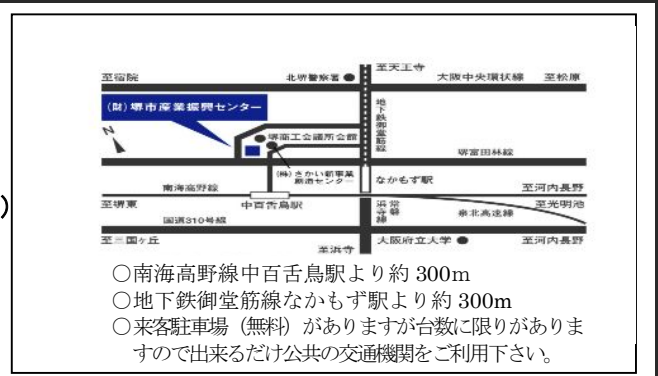 至天王寺
至宿院
北堺警察署
大阪中央環状線
至松原
(財)堺市産業振興センター
地下鉄御堂筋線
N
堺商工会議所会館
堺富田林線
(株)さかい新事業
創造センター
なかもず駅
南海高野線
至河内長野
至堺東
中百舌鳥駅
常磐浜寺線
泉北高速線
至光明池
国道310号線
至三国ヶ丘
至浜寺
大阪府立大学
至河内長野
)
○南海高野線中百舌鳥駅より約 300m
○地下鉄御堂筋線なかもず駅より約 300m
○来客駐車場（無料）がありますが台数に限りがありま
すので出来るだけ公共の交通機関をご利用下さい。